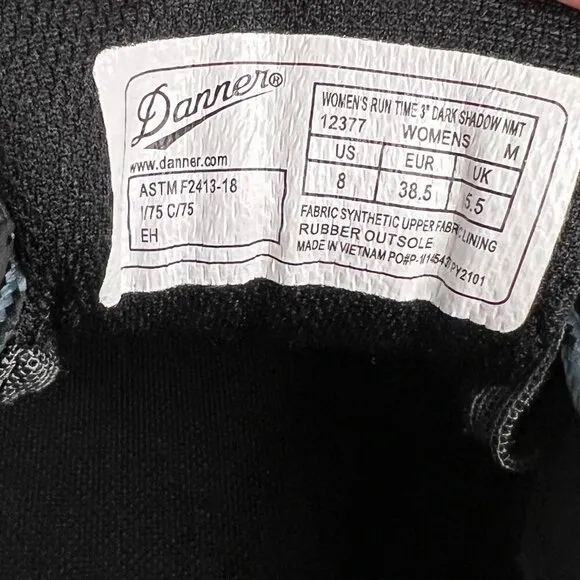 Danner®
www.danner.com
ASTM F2413-18
I/75 C/75
EH
WOMEN'S RUN TIME 3" DARK SHADOW NMT
12377 WOMENS M
US EUR UK
8 38.5 5.5
FABRIC SYNTHETIC UPPER FABRIC LINING
RUBBER OUTSOLE
MADE IN VIETNAM PY2101